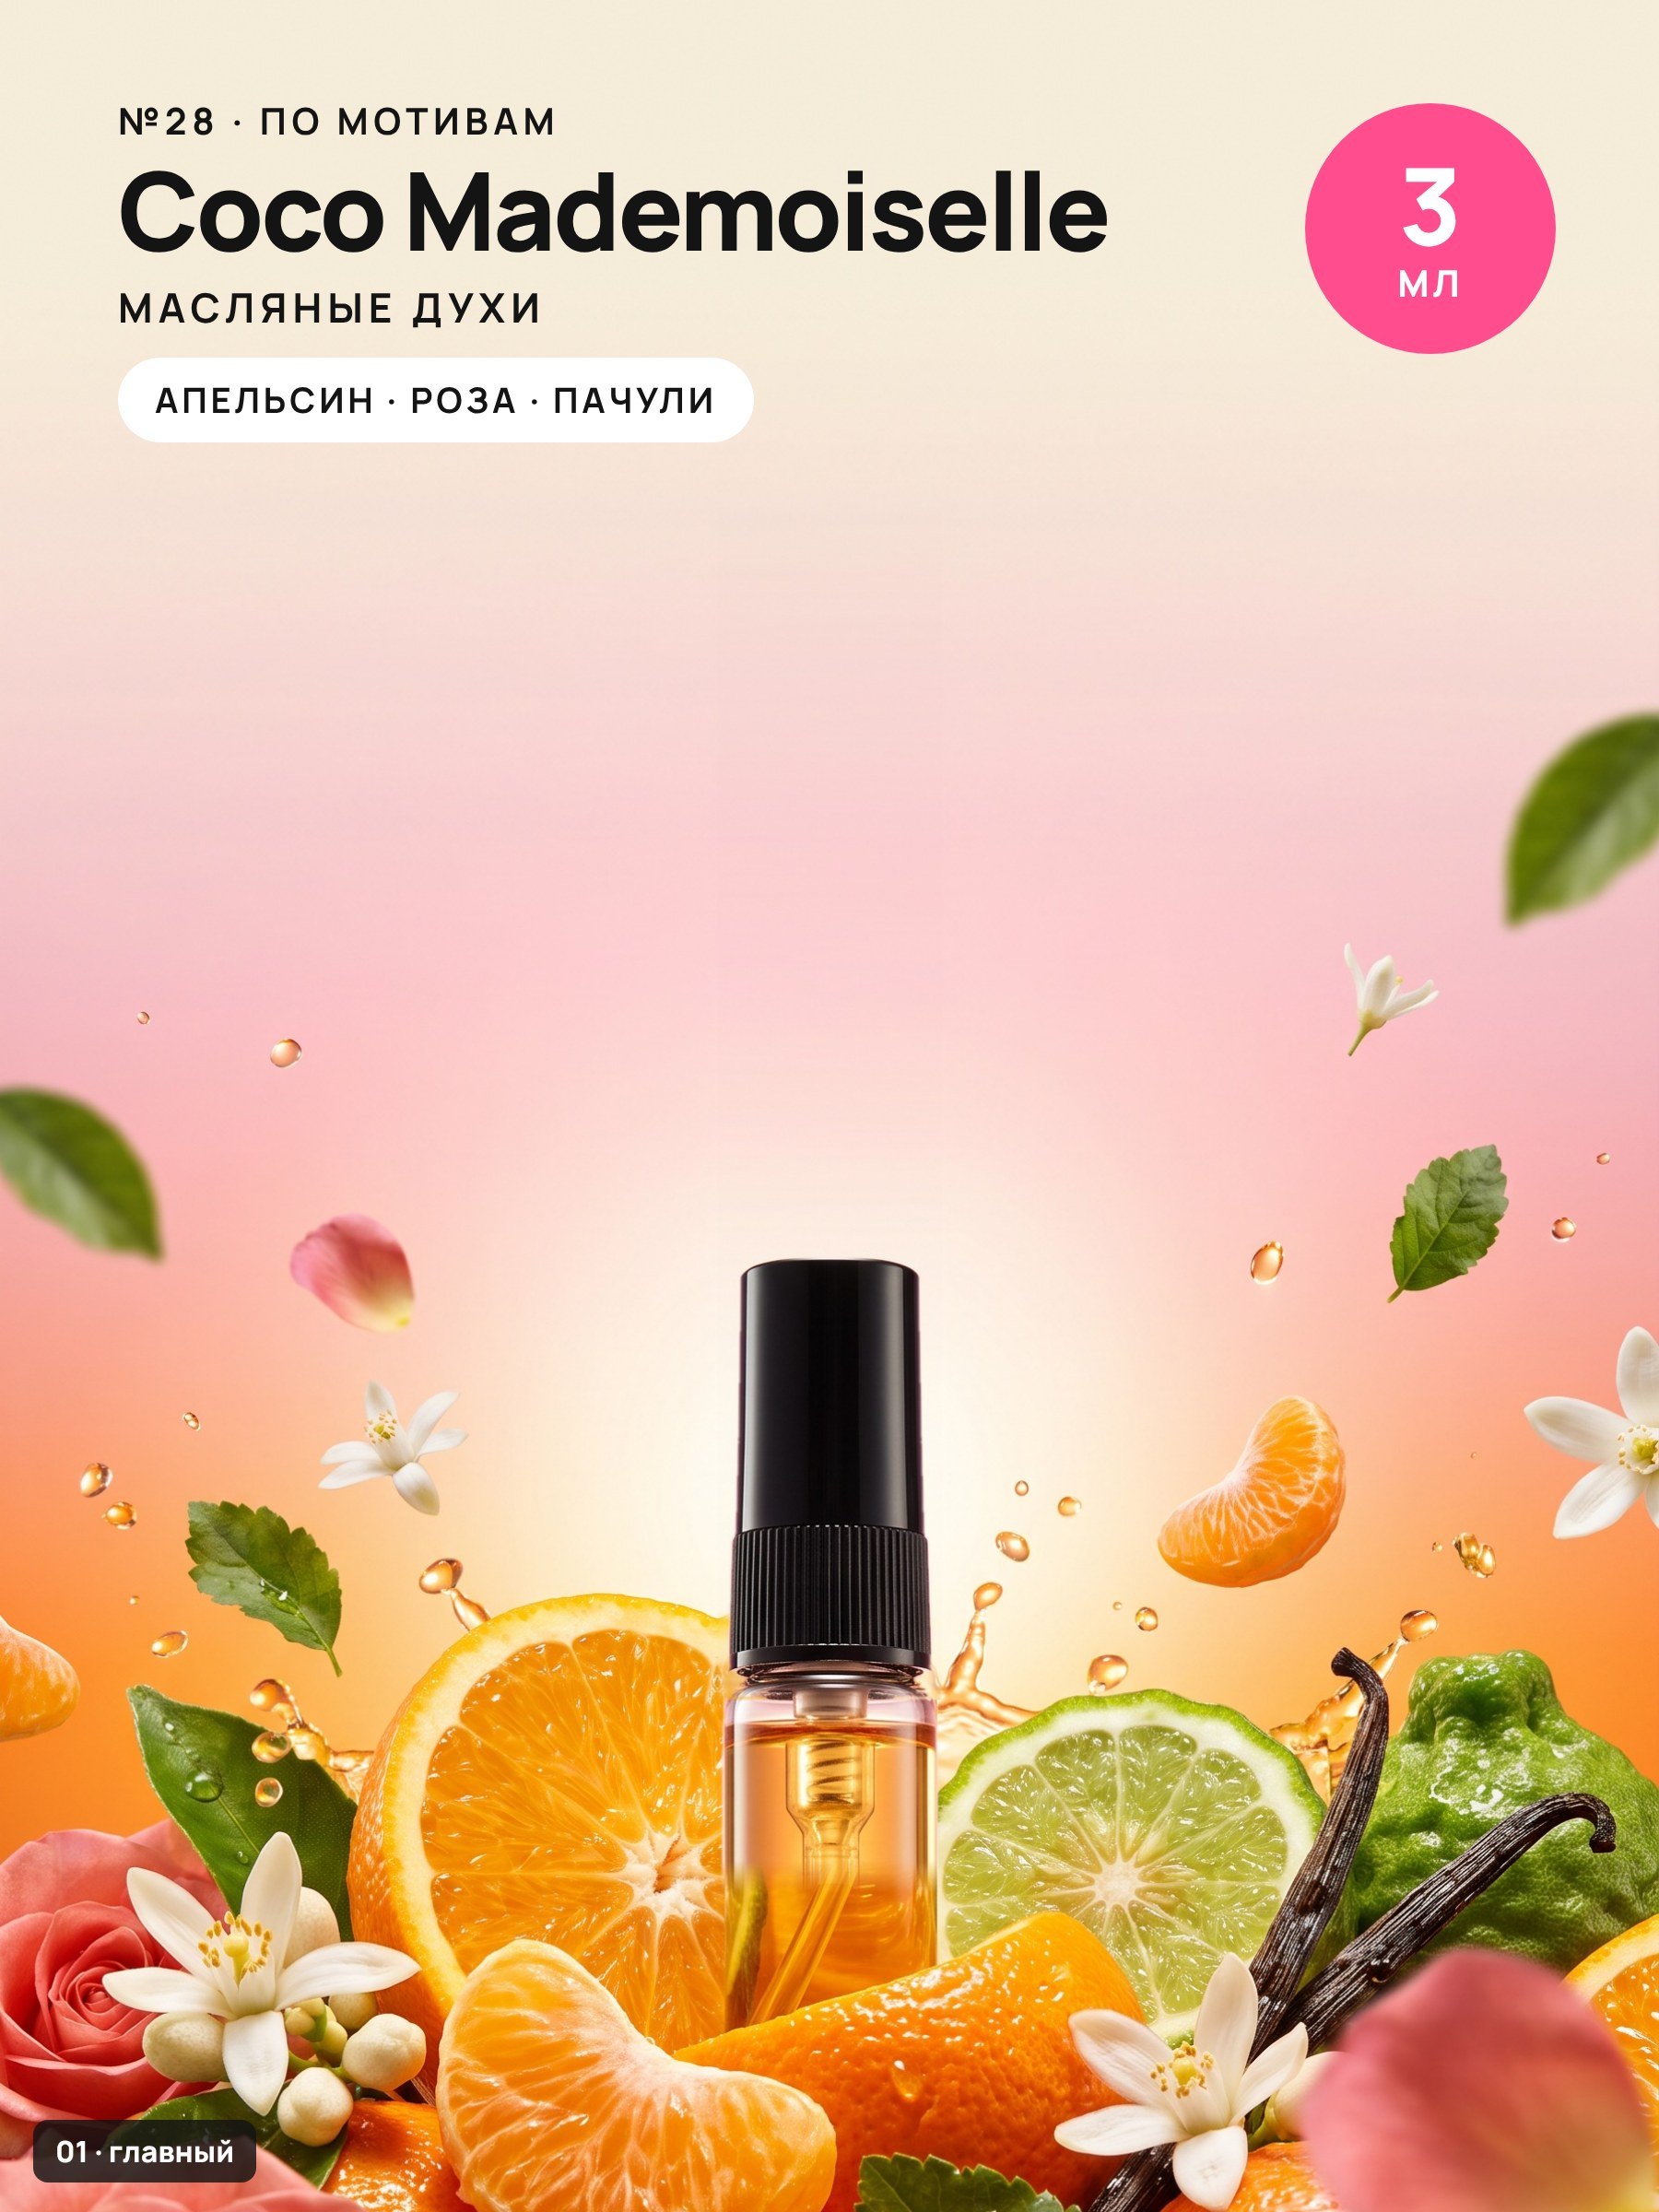 №28 · ПО МОТИВАМ
Coco Mademoiselle
МАСЛЯНЫЕ ДУХИ
АПЕЛЬСИН · РОЗА · ПАЧУЛИ
3
МЛ
01 · главный